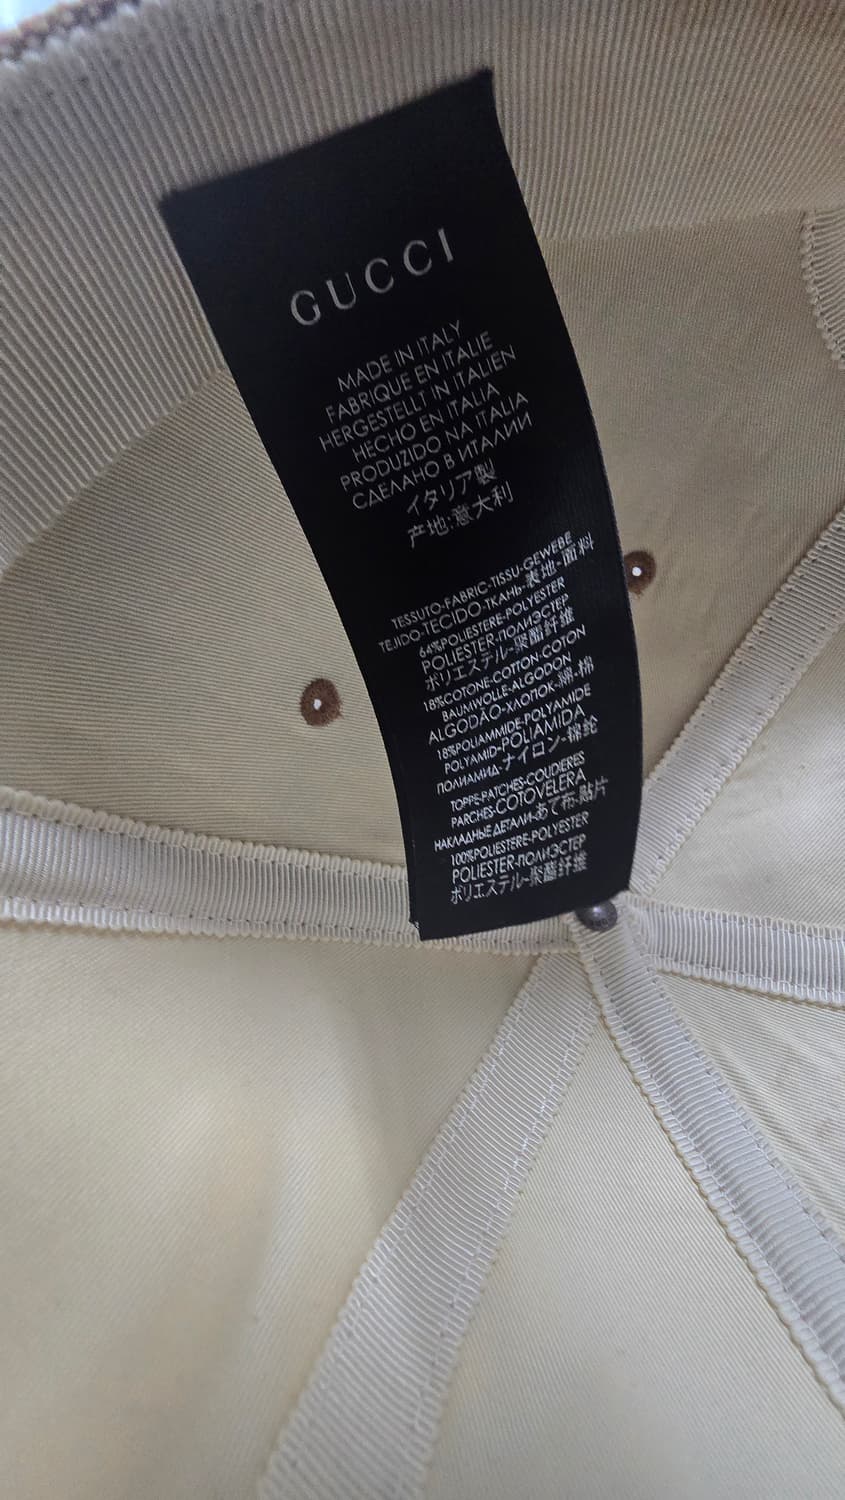 GUCCI
MADE IN ITALY
FABRIQUE EN ITALIE
HERGESTELLT IN ITALIEN
HECHO EN ITALIA
PRODUZIDO NA ITALIA
СДЕЛАНО В ИТАЛИИ
イタリア製
产地:意大利
TESSUTO-FABRIC-TISSU-GEWEBE
TEJIDO-TECIDO-ТКАНЬ-表地-面料
64%POLIESTERE-POLYESTER
POLIESTER-ПОЛИЭСТЕР
ポリエステル-聚酯纤维
18%COTONE-COTTON-COTON
BAUMWOLLE-ALGODON
ALGODÃO-ХЛОПОК-綿-棉
18%POLIAMMIDE-POLYAMIDE
POLYAMID-POLIAMIDA
ПОЛИАМИД-ナイロン-锦纶
TOPPE-PATCHES-COUDIERES
PARCHES-COTOVELERA
НАКЛАДНЫЕ ДЕТАЛИ-あて布-贴片
100%POLIESTERE-POLYESTER
POLIESTER-ПОЛИЭСТЕР
ポリエステル-聚酯纤维